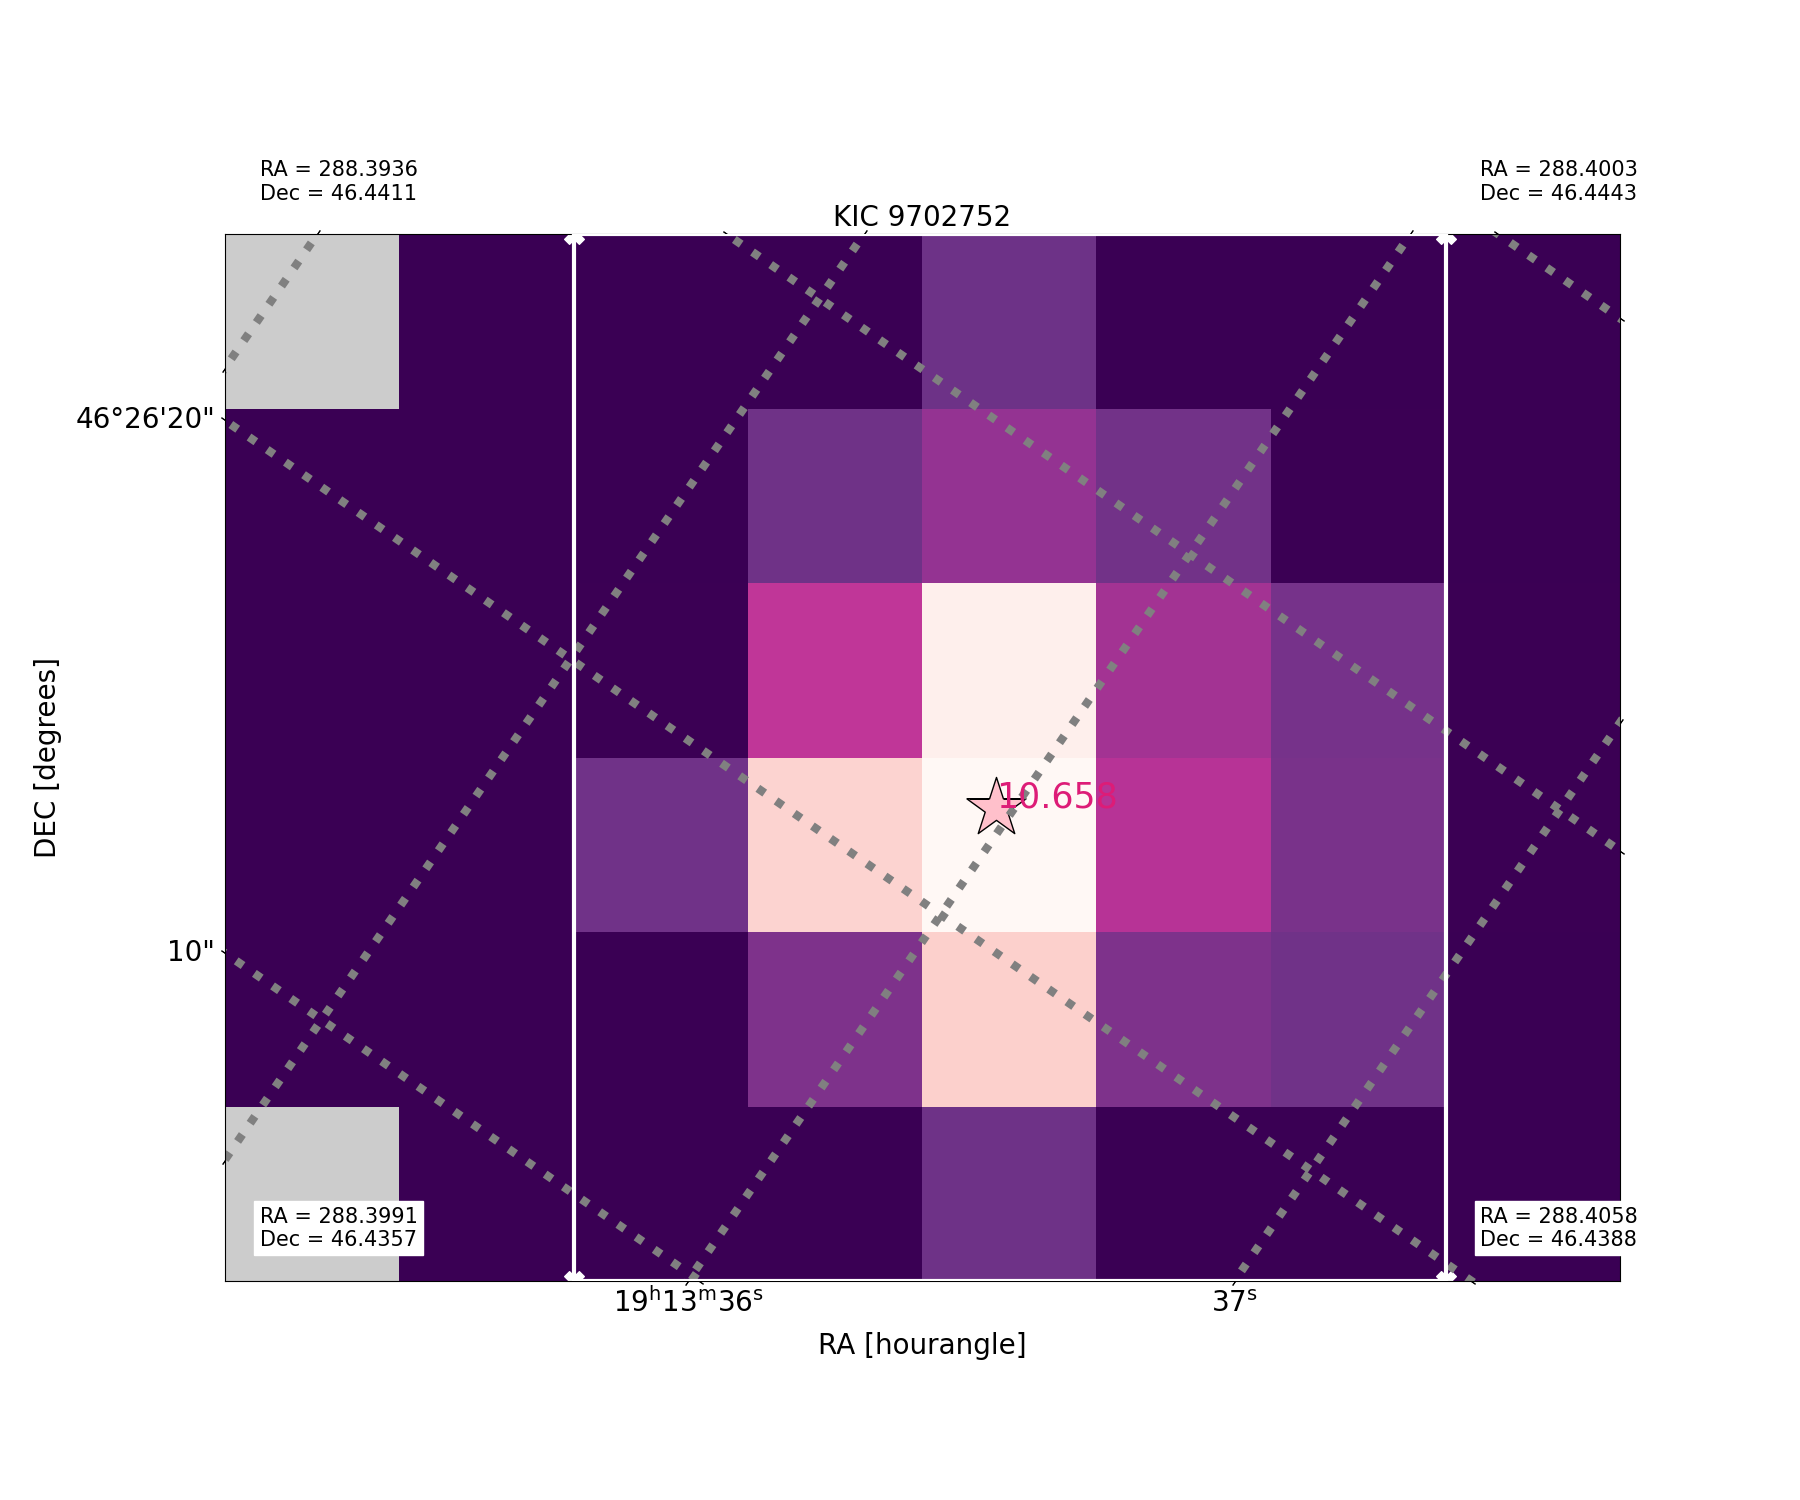 RA = 288.3936
Dec = 46.4411
RA = 288.4003
Dec = 46.4443
KIC 9702752
46°26'20"
10.658
DEC [degrees]
10"
RA = 288.3991
Dec = 46.4357
RA = 288.4058
Dec = 46.4388
19ʰ13ᵐ36ˢ
37ˢ
RA [hourangle]